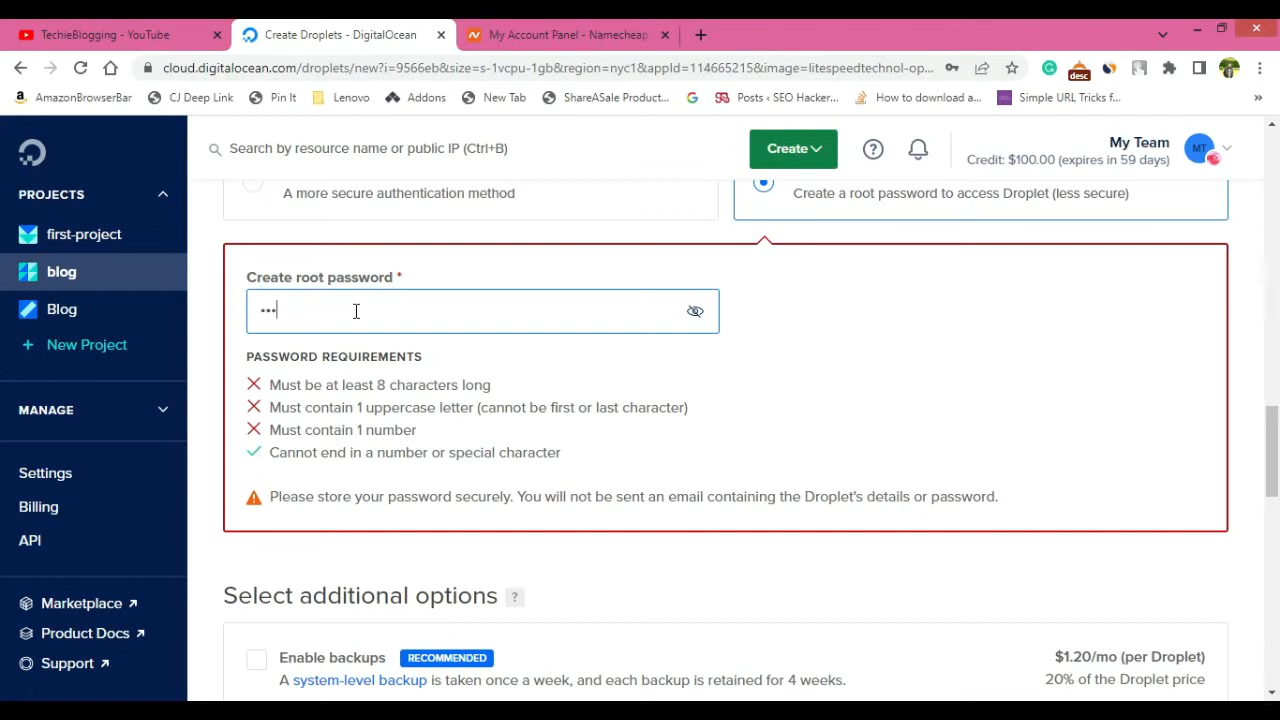 TechieBlogging - YouTube
Create Droplets - DigitalOcean
My Account Panel - Namecheap
cloud.digitalocean.com/droplets/new?i=9566eb&size=s-1vcpu-1gb&region=nyc1&appId=114665215&image=litespeedtechnol-op...
desc
AmazonBrowserBar
CJ Deep Link
Pin It
Lenovo
Addons
New Tab
ShareASale Product...
Posts ‹ SEO Hacker...
How to download a...
Simple URL Tricks f...
»
Search by resource name or public IP (Ctrl+B)
Create
?
My Team
Credit: $100.00 (expires in 59 days)
MT
PROJECTS
first-project
blog
Blog
+ New Project
MANAGE
Settings
Billing
API
Marketplace ↗
Product Docs ↗
Support ↗
A more secure authentication method
Create a root password to access Droplet (less secure)
Create root password *
•••
PASSWORD REQUIREMENTS
Must be at least 8 characters long
Must contain 1 uppercase letter (cannot be first or last character)
Must contain 1 number
Cannot end in a number or special character
Please store your password securely. You will not be sent an email containing the Droplet's details or password.
Select additional options ?
Enable backups RECOMMENDED
$1.20/mo (per Droplet)
A system-level backup is taken once a week, and each backup is retained for 4 weeks.
20% of the Droplet price